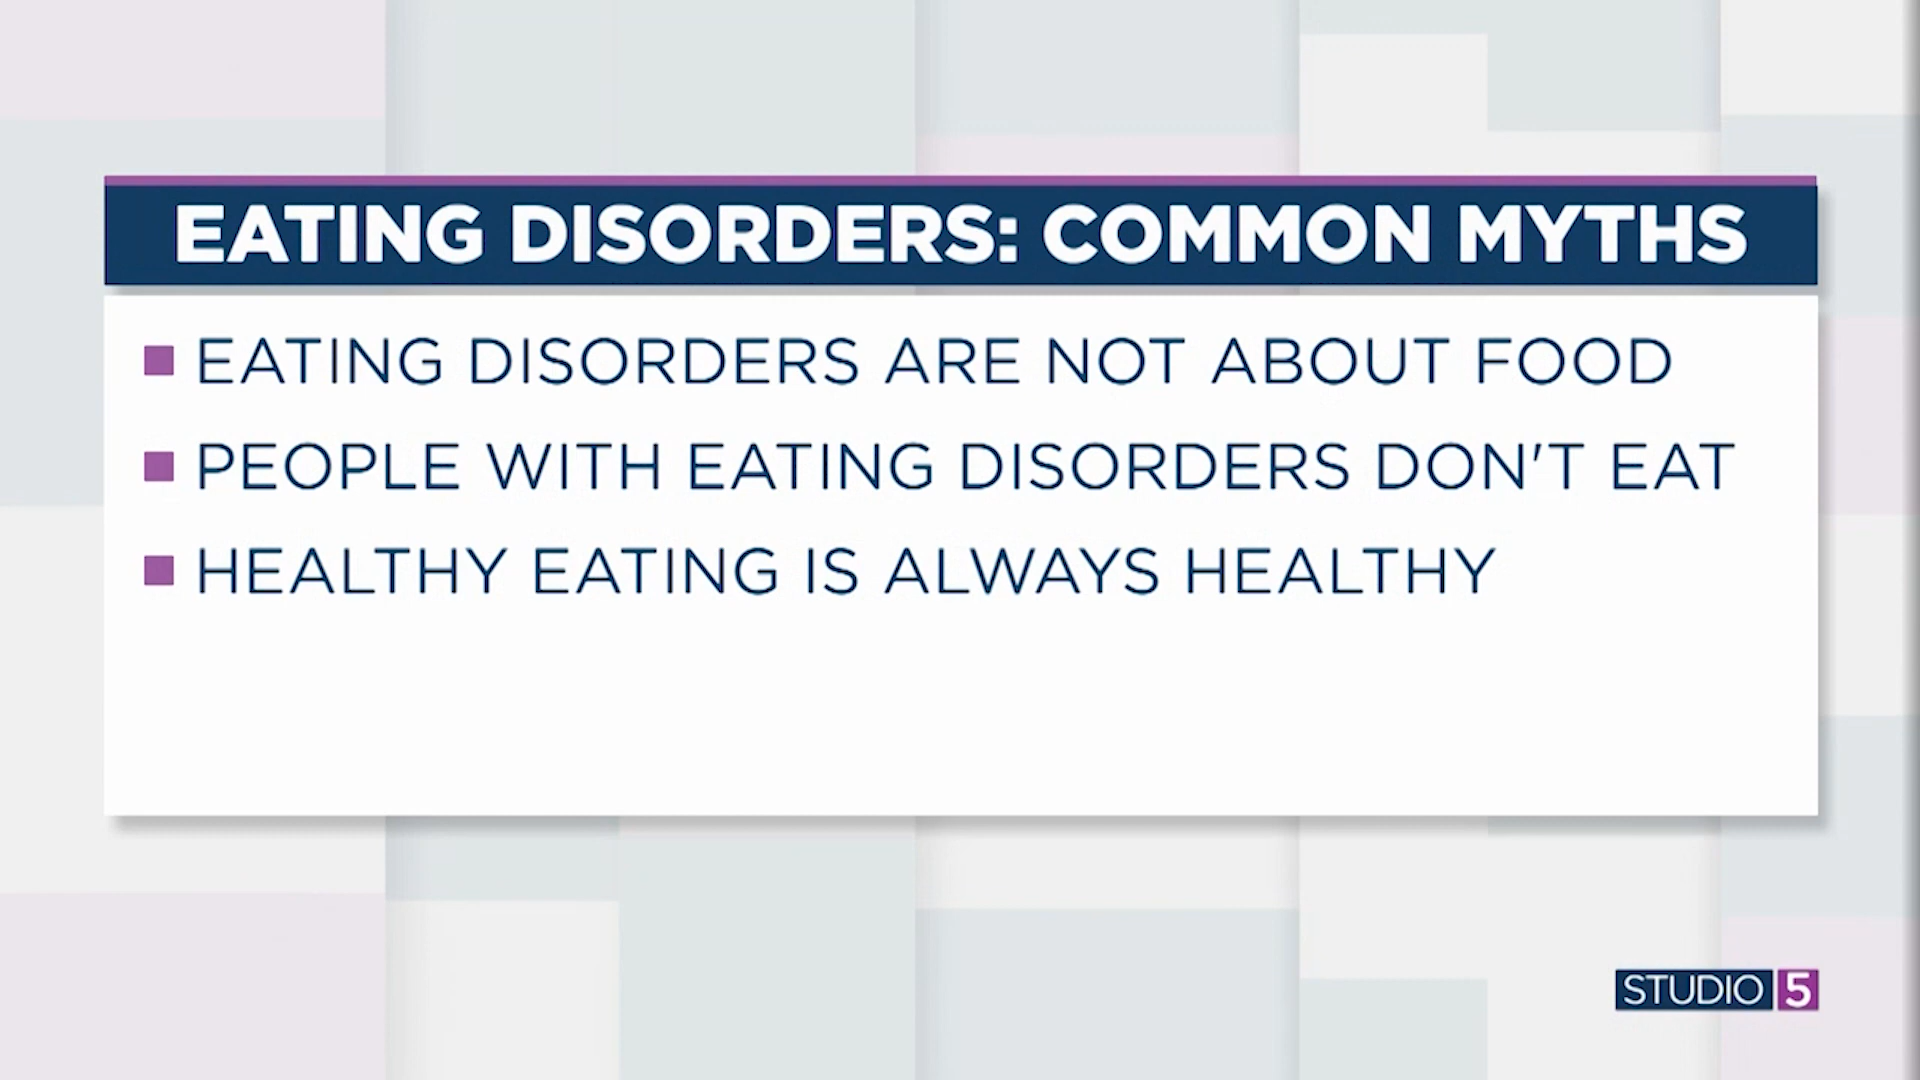 EATING DISORDERS: COMMON MYTHS
EATING DISORDERS ARE NOT ABOUT FOOD
PEOPLE WITH EATING DISORDERS DON'T EAT
HEALTHY EATING IS ALWAYS HEALTHY
STUDIO 5